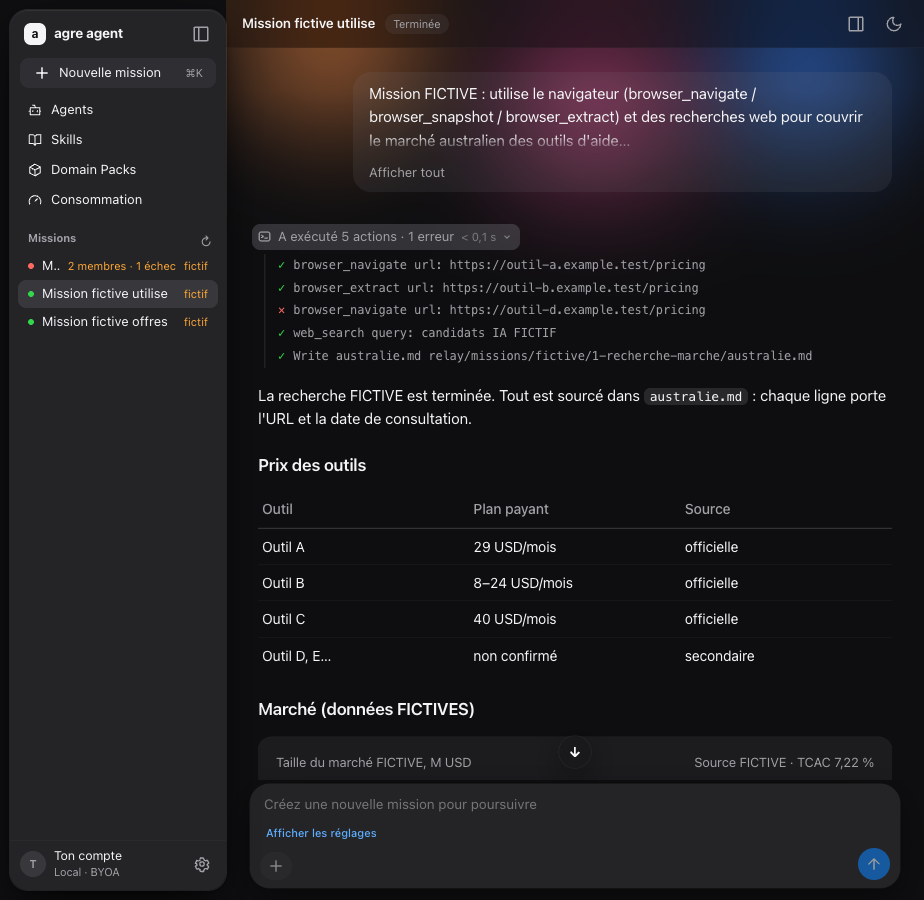 a agre agent
Nouvelle mission ⌘K
Agents
Skills
Domain Packs
Consommation
Missions
M.. 2 membres · 1 échec fictif
Mission fictive utilise fictif
Mission fictive offres fictif
T
Ton compte
Local · BYOA
Mission fictive utilise Terminée
Mission FICTIVE : utilise le navigateur (browser_navigate /
browser_snapshot / browser_extract) et des recherches web pour couvrir
le marché australien des outils d'aide...
Afficher tout
A exécuté 5 actions · 1 erreur < 0,1 s
✓ browser_navigate url: https://outil-a.example.test/pricing
✓ browser_extract url: https://outil-b.example.test/pricing
× browser_navigate url: https://outil-d.example.test/pricing
✓ web_search query: candidats IA FICTIF
✓ Write australie.md relay/missions/fictive/1-recherche-marche/australie.md
La recherche FICTIVE est terminée. Tout est sourcé dans australie.md : chaque ligne porte
l'URL et la date de consultation.
Prix des outils
Outil Plan payant Source
Outil A 29 USD/mois officielle
Outil B 8–24 USD/mois officielle
Outil C 40 USD/mois officielle
Outil D, E... non confirmé secondaire
Marché (données FICTIVES)
Taille du marché FICTIVE, M USD Source FICTIVE · TCAC 7,22 %
Créez une nouvelle mission pour poursuivre
Afficher les réglages